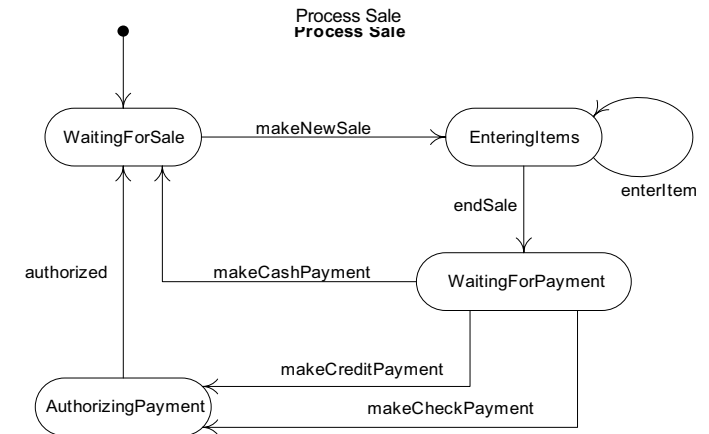 Process Sale
Process Sale
WaitingForSale
makeNewSale
EnteringItems
enterItem
endSale
authorized
makeCashPayment
WaitingForPayment
makeCreditPayment
AuthorizingPayment
makeCheckPayment